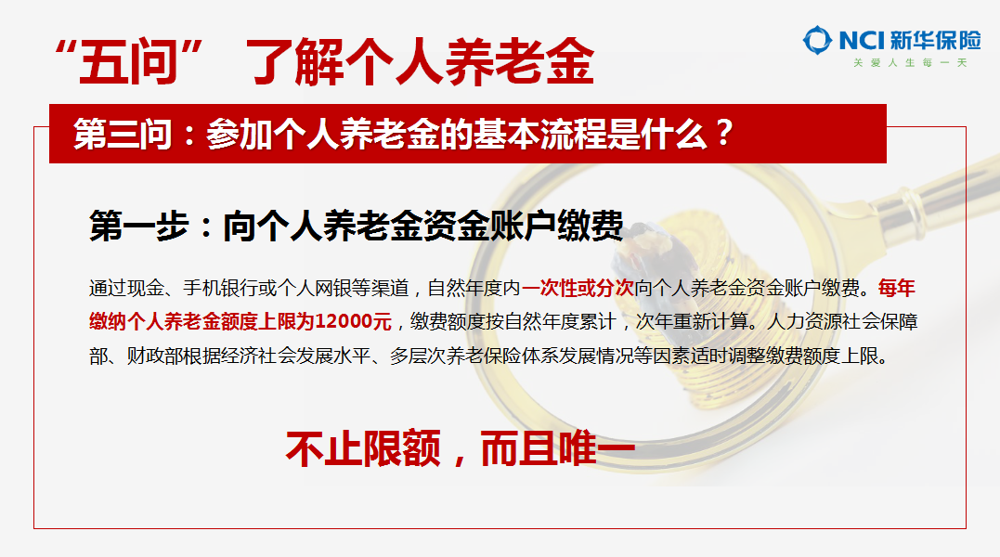 “五问” 了解个人养老金
NCI 新华保险
关爱人生每一天
第三问：参加个人养老金的基本流程是什么？
第一步：向个人养老金资金账户缴费
通过现金、手机银行或个人网银等渠道，自然年度内一次性或分次向个人养老金资金账户缴费。每年
缴纳个人养老金额度上限为12000元，缴费额度按自然年度累计，次年重新计算。人力资源社会保障
部、财政部根据经济社会发展水平、多层次养老保险体系发展情况等因素适时调整缴费额度上限。
不止限额，而且唯一